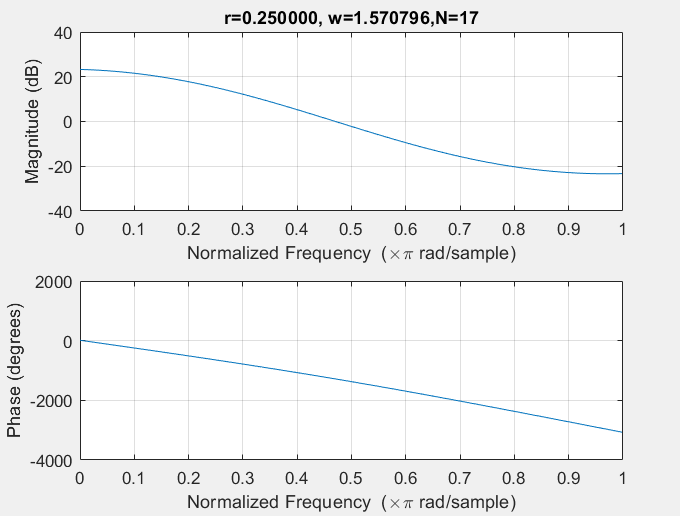 r=0.250000, w=1.570796,N=17
40
20
0
-20
-40
Magnitude (dB)
0 0.1 0.2 0.3 0.4 0.5 0.6 0.7 0.8 0.9 1
Normalized Frequency (×π rad/sample)
2000
0
-2000
-4000
Phase (degrees)
0 0.1 0.2 0.3 0.4 0.5 0.6 0.7 0.8 0.9 1
Normalized Frequency (×π rad/sample)